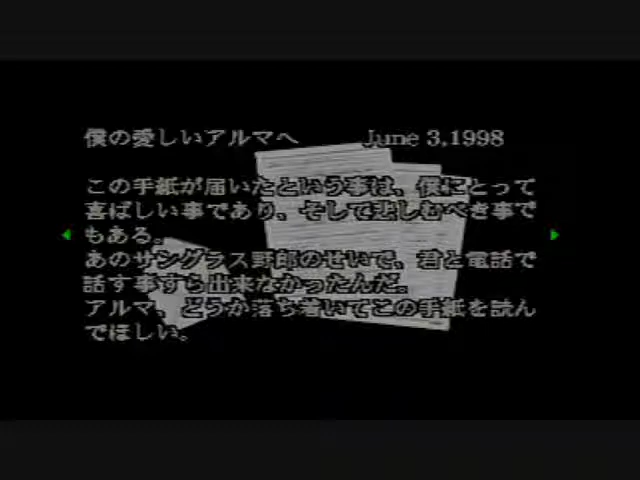 僕の愛しいアルマへ June 3,1998
この手紙が届いたという事は、僕にとって
喜ばしい事であり、そして悲しむべき事で
もある。
あのサングラス野郎のせいで、君と電話で
話す事すら出来なかったんだ。
アルマ、どうか落ち着いてこの手紙を読ん
でほしい。